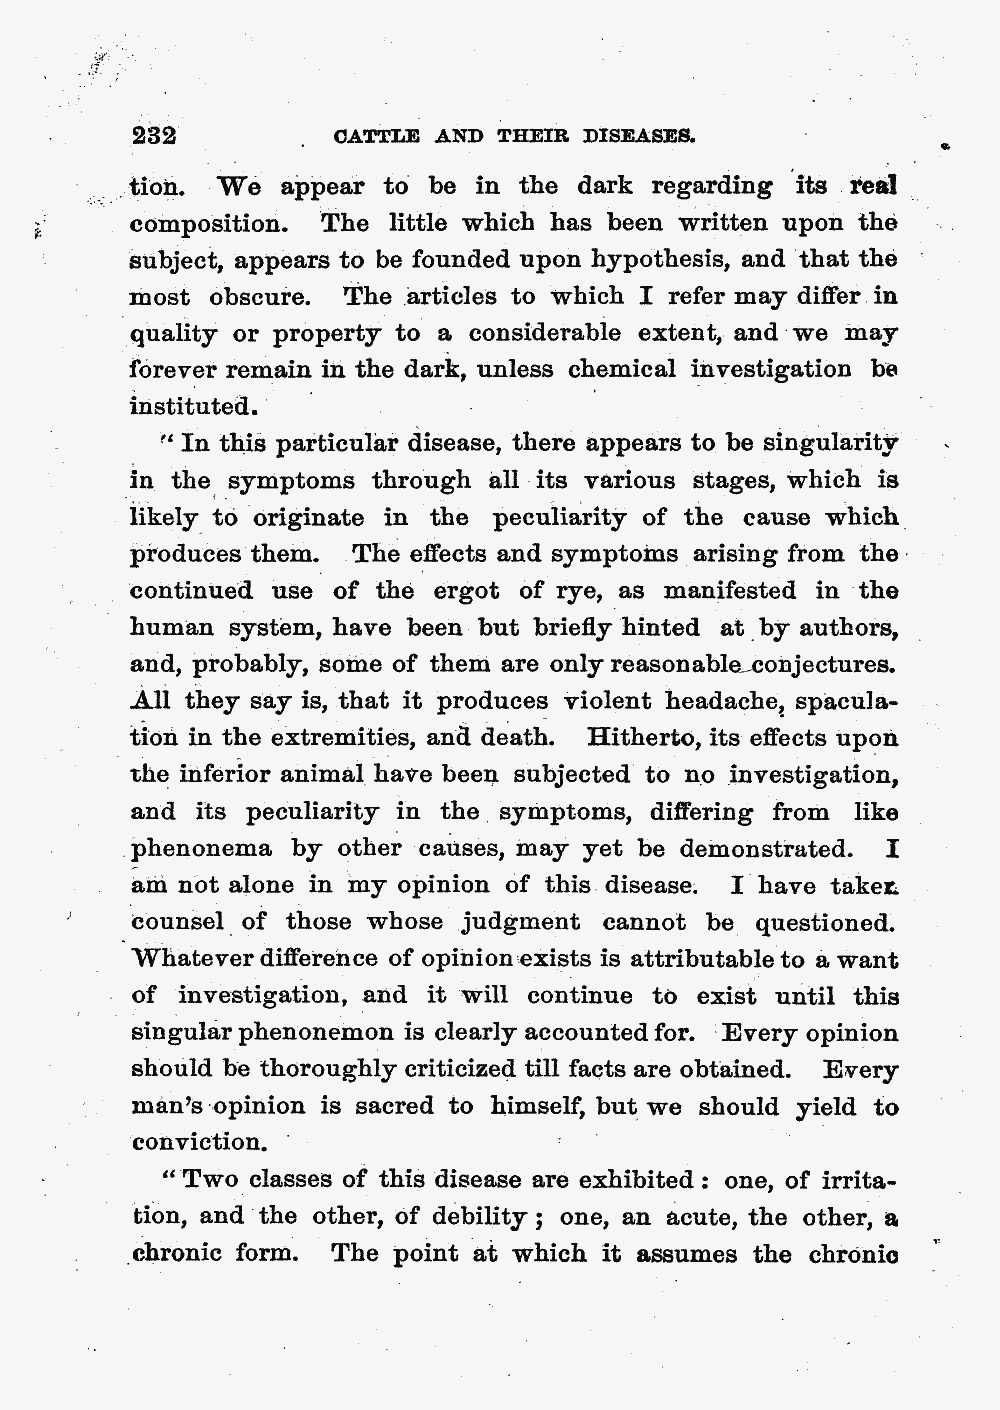 232 CATTLE AND THEIR DISEASES.
tion. We appear to be in the dark regarding its real
composition. The little which has been written upon the
subject, appears to be founded upon hypothesis, and that the
most obscure. The articles to which I refer may differ in
quality or property to a considerable extent, and we may
forever remain in the dark, unless chemical investigation be
instituted.
"In this particular disease, there appears to be singularity
in the symptoms through all its various stages, which is
likely to originate in the peculiarity of the cause which
produces them. The effects and symptoms arising from the
continued use of the ergot of rye, as manifested in the
human system, have been but briefly hinted at by authors,
and, probably, some of them are only reasonable conjectures.
All they say is, that it produces violent headache, spacula-
tion in the extremities, and death. Hitherto, its effects upon
the inferior animal have been subjected to no investigation,
and its peculiarity in the symptoms, differing from like
phenonema by other causes, may yet be demonstrated. I
am not alone in my opinion of this disease. I have taken
counsel of those whose judgment cannot be questioned.
Whatever difference of opinion exists is attributable to a want
of investigation, and it will continue to exist until this
singular phenonemon is clearly accounted for. Every opinion
should be thoroughly criticized till facts are obtained. Every
man's opinion is sacred to himself, but we should yield to
conviction.
"Two classes of this disease are exhibited: one, of irrita-
tion, and the other, of debility; one, an acute, the other, a
chronic form. The point at which it assumes the chronic